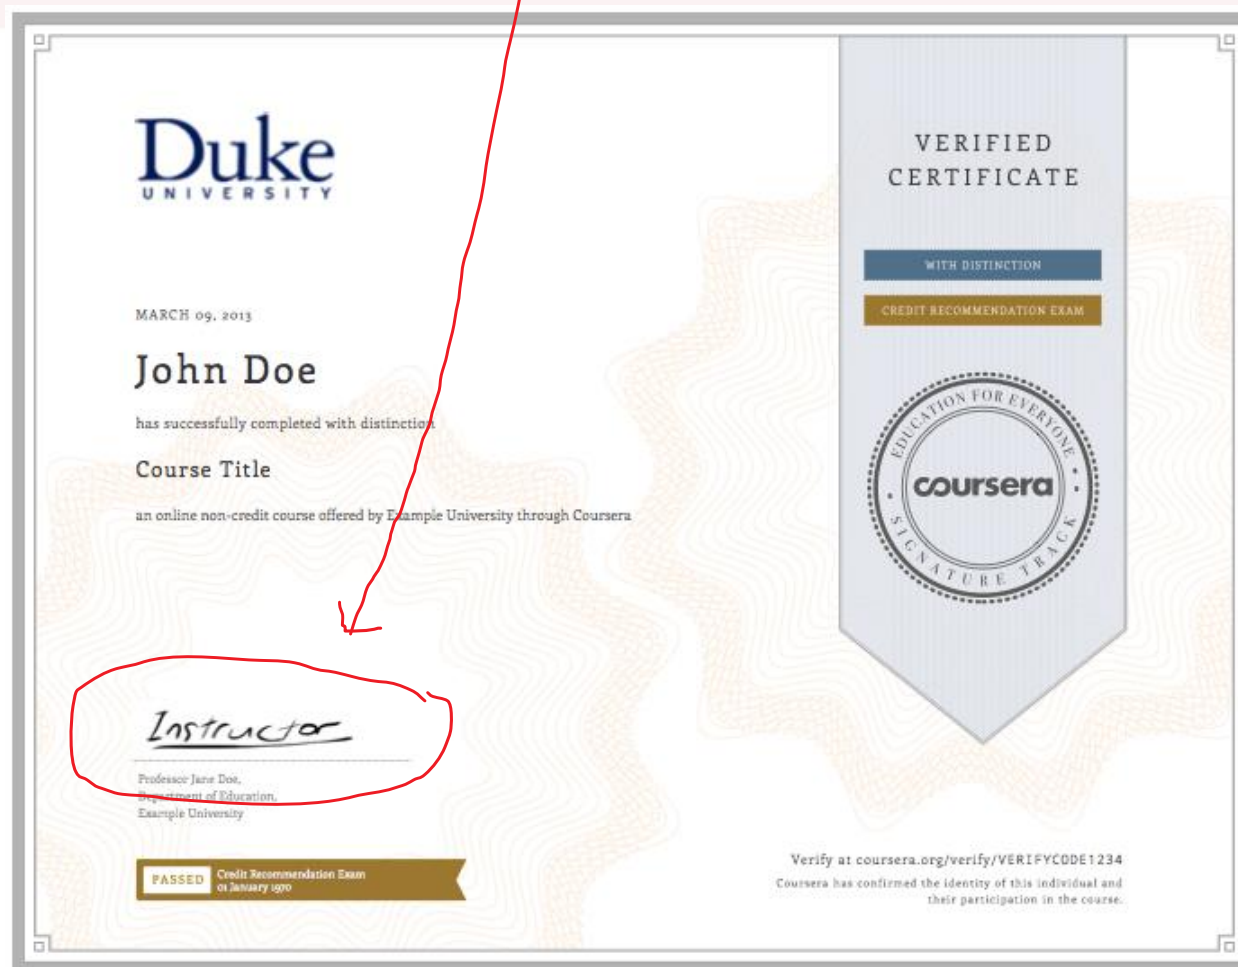 Duke
UNIVERSITY
VERIFIED
CERTIFICATE
WITH DISTINCTION
CREDIT RECOMMENDATION EXAM
MARCH 09, 2013
John Doe
has successfully completed with distinction
Course Title
an online non-credit course offered by Example University through Coursera
EDUCATION FOR EVERYONE
coursera
SIGNATURE TRACK
Instructor
Professor Jane Doe,
Department of Education,
Example University
PASSED
Credit Recommendation Exam
01 January 1970
Verify at coursera.org/verify/VERIFYCODE1234
Coursera has confirmed the identity of this individual and
their participation in the course.